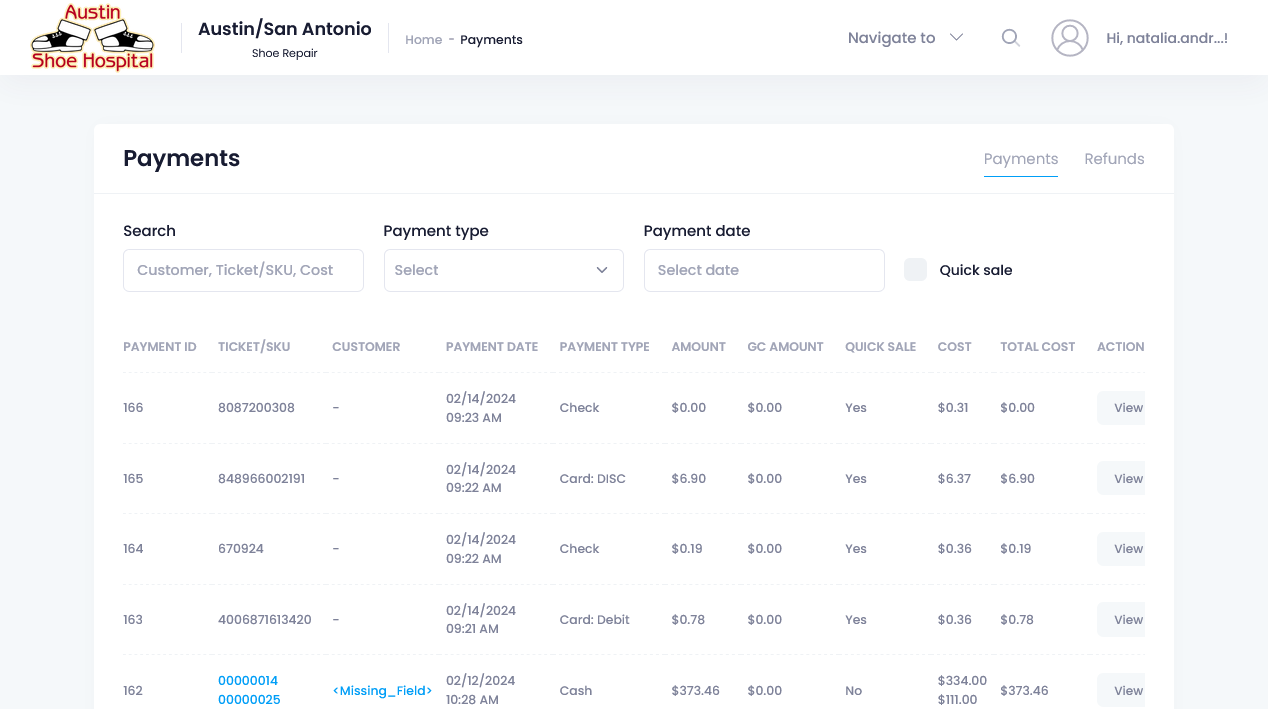 Austin
Shoe Hospital
Austin/San Antonio
Shoe Repair
Home - Payments
Navigate to
Hi, natalia.andr...!
Payments
Payments Refunds
Search Payment type Payment date
Customer, Ticket/SKU, Cost Select Select date Quick sale
PAYMENT ID TICKET/SKU CUSTOMER PAYMENT DATE PAYMENT TYPE AMOUNT GC AMOUNT QUICK SALE COST TOTAL COST ACTION
166 8087200308 - 02/14/2024 09:23 AM Check $0.00 $0.00 Yes $0.31 $0.00 View
165 848966002191 - 02/14/2024 09:22 AM Card: DISC $6.90 $0.00 Yes $6.37 $6.90 View
164 670924 - 02/14/2024 09:22 AM Check $0.19 $0.00 Yes $0.36 $0.19 View
163 4006871613420 - 02/14/2024 09:21 AM Card: Debit $0.78 $0.00 Yes $0.36 $0.78 View
162 00000014 00000025 <Missing_Field> 02/12/2024 10:28 AM Cash $373.46 $0.00 No $334.00 $111.00 $373.46 View